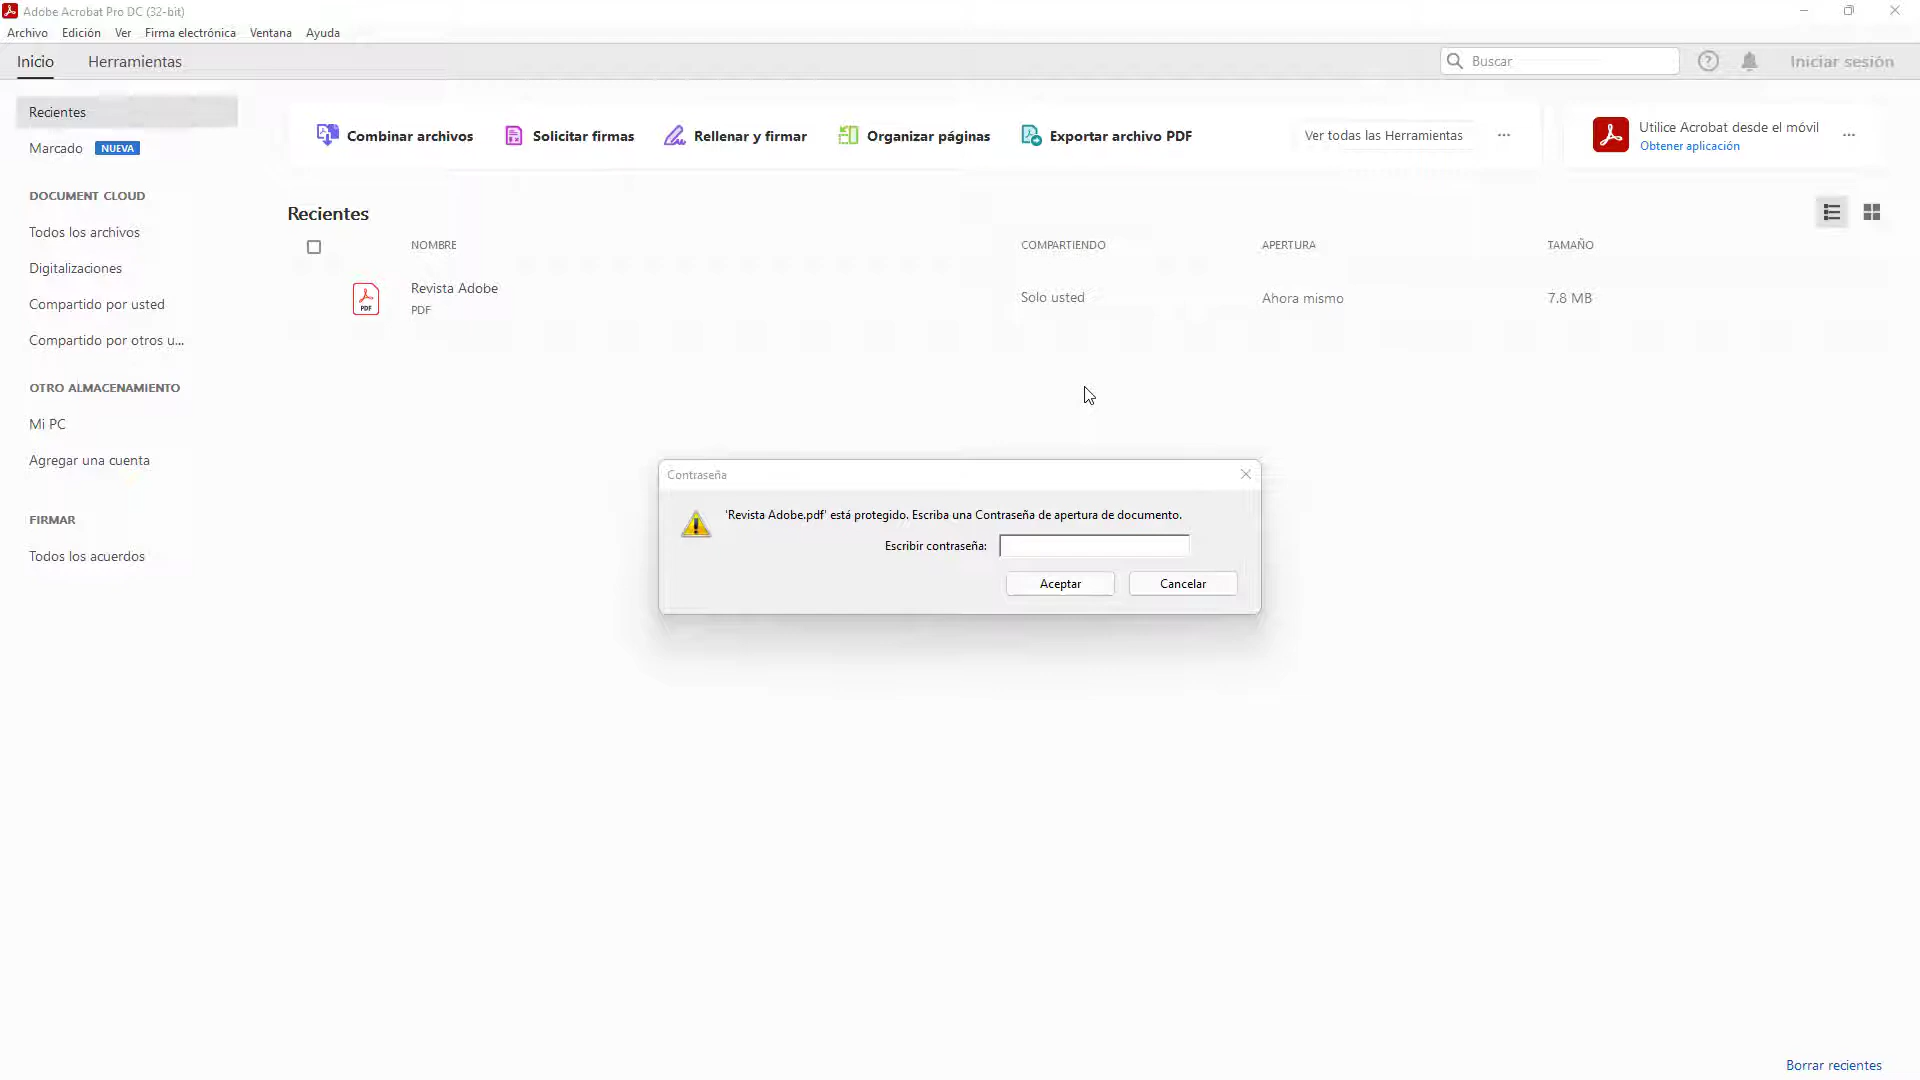 Adobe Acrobat Pro DC (32-bit)
Archivo Edición Ver Firma electrónica Ventana Ayuda
Inicio Herramientas Buscar Iniciar sesión
Recientes
Marcado NUEVA
DOCUMENT CLOUD
Todos los archivos
Digitalizaciones
Compartido por usted
Compartido por otros u...
OTRO ALMACENAMIENTO
Mi PC
Agregar una cuenta
FIRMAR
Todos los acuerdos
Combinar archivos Solicitar firmas Rellenar y firmar Organizar páginas Exportar archivo PDF Ver todas las Herramientas ...
Utilice Acrobat desde el móvil ...
Obtener aplicación
Recientes
NOMBRE COMPARTIENDO APERTURA TAMAÑO
PDF
Revista Adobe Solo usted Ahora mismo 7.8 MB
PDF
Contraseña
'Revista Adobe.pdf' está protegido. Escriba una Contraseña de apertura de documento.
Escribir contraseña:
Aceptar Cancelar
Borrar recientes